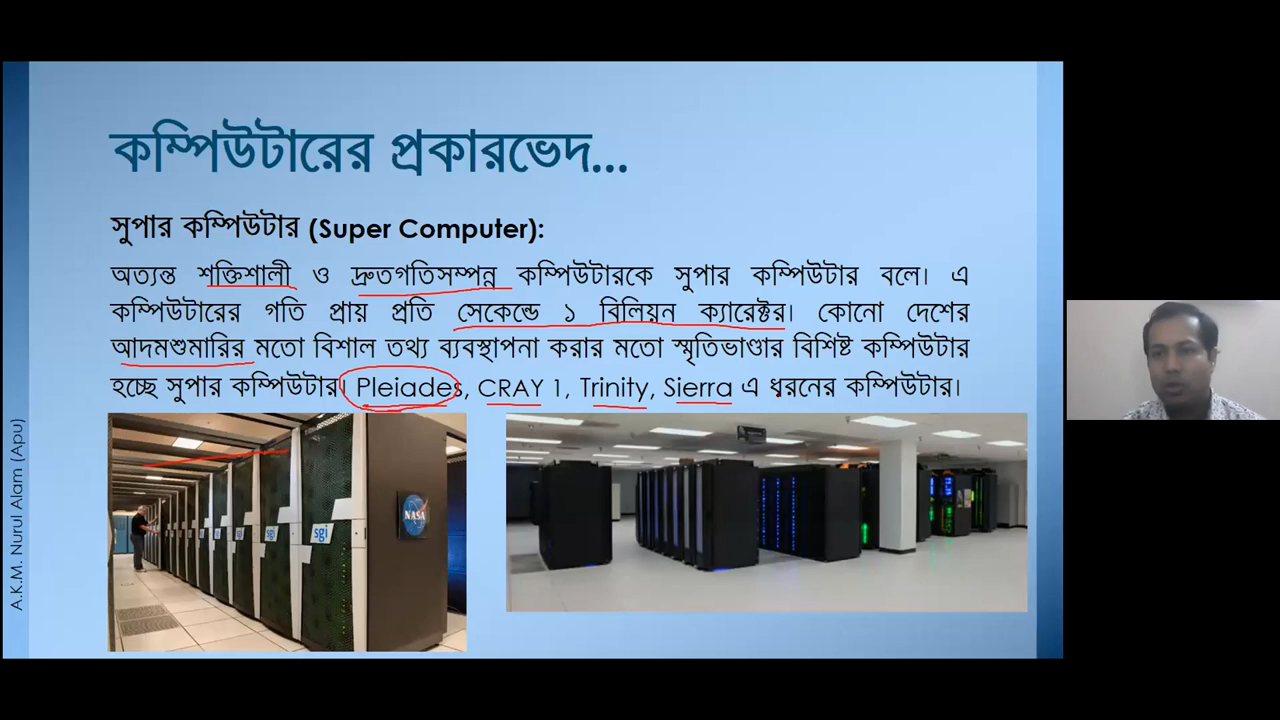 কম্পিউটারের প্রকারভেদ...
সুপার কম্পিউটার (Super Computer):
অত্যন্ত শক্তিশালী ও দ্রুতগতিসম্পন্ন কম্পিউটারকে সুপার কম্পিউটার বলে। এ
কম্পিউটারের গতি প্রায় প্রতি সেকেন্ডে ১ বিলিয়ন ক্যারেক্টর। কোনো দেশের
আদমশুমারির মতো বিশাল তথ্য ব্যবস্থাপনা করার মতো স্মৃতিভাণ্ডার বিশিষ্ট কম্পিউটার
হচ্ছে সুপার কম্পিউটার। Pleiades, CRAY 1, Trinity, Sierra এ ধরনের কম্পিউটার।
A.K.M. Nurul Alam (Apu)
NASA
sgi
sgi